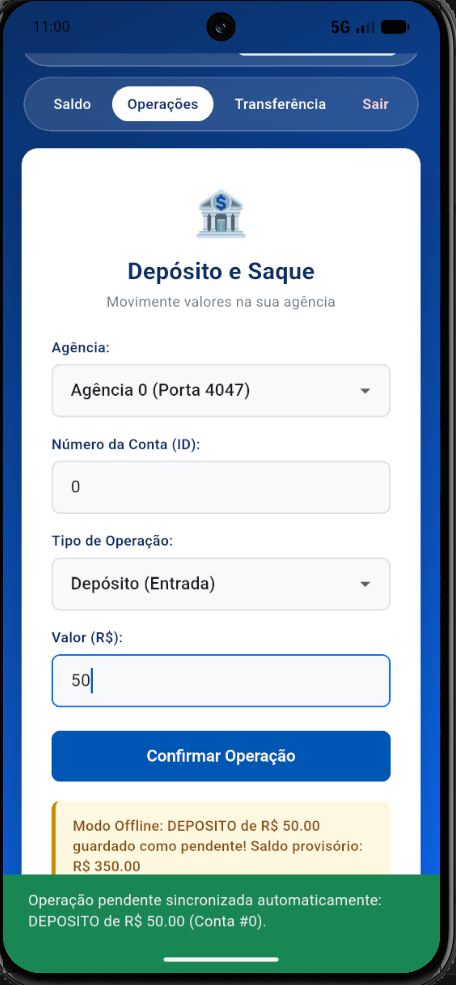 11:00
5G
Saldo
Operações
Transferência
Sair
$
Depósito e Saque
Movimente valores na sua agência
Agência:
Agência 0 (Porta 4047)
Número da Conta (ID):
0
Tipo de Operação:
Depósito (Entrada)
Valor (R$):
50
Confirmar Operação
Modo Offline: DEPOSITO de R$ 50.00
guardado como pendente! Saldo provisório:
R$ 350.00
Operação pendente sincronizada automaticamente:
DEPOSITO de R$ 50.00 (Conta #0).